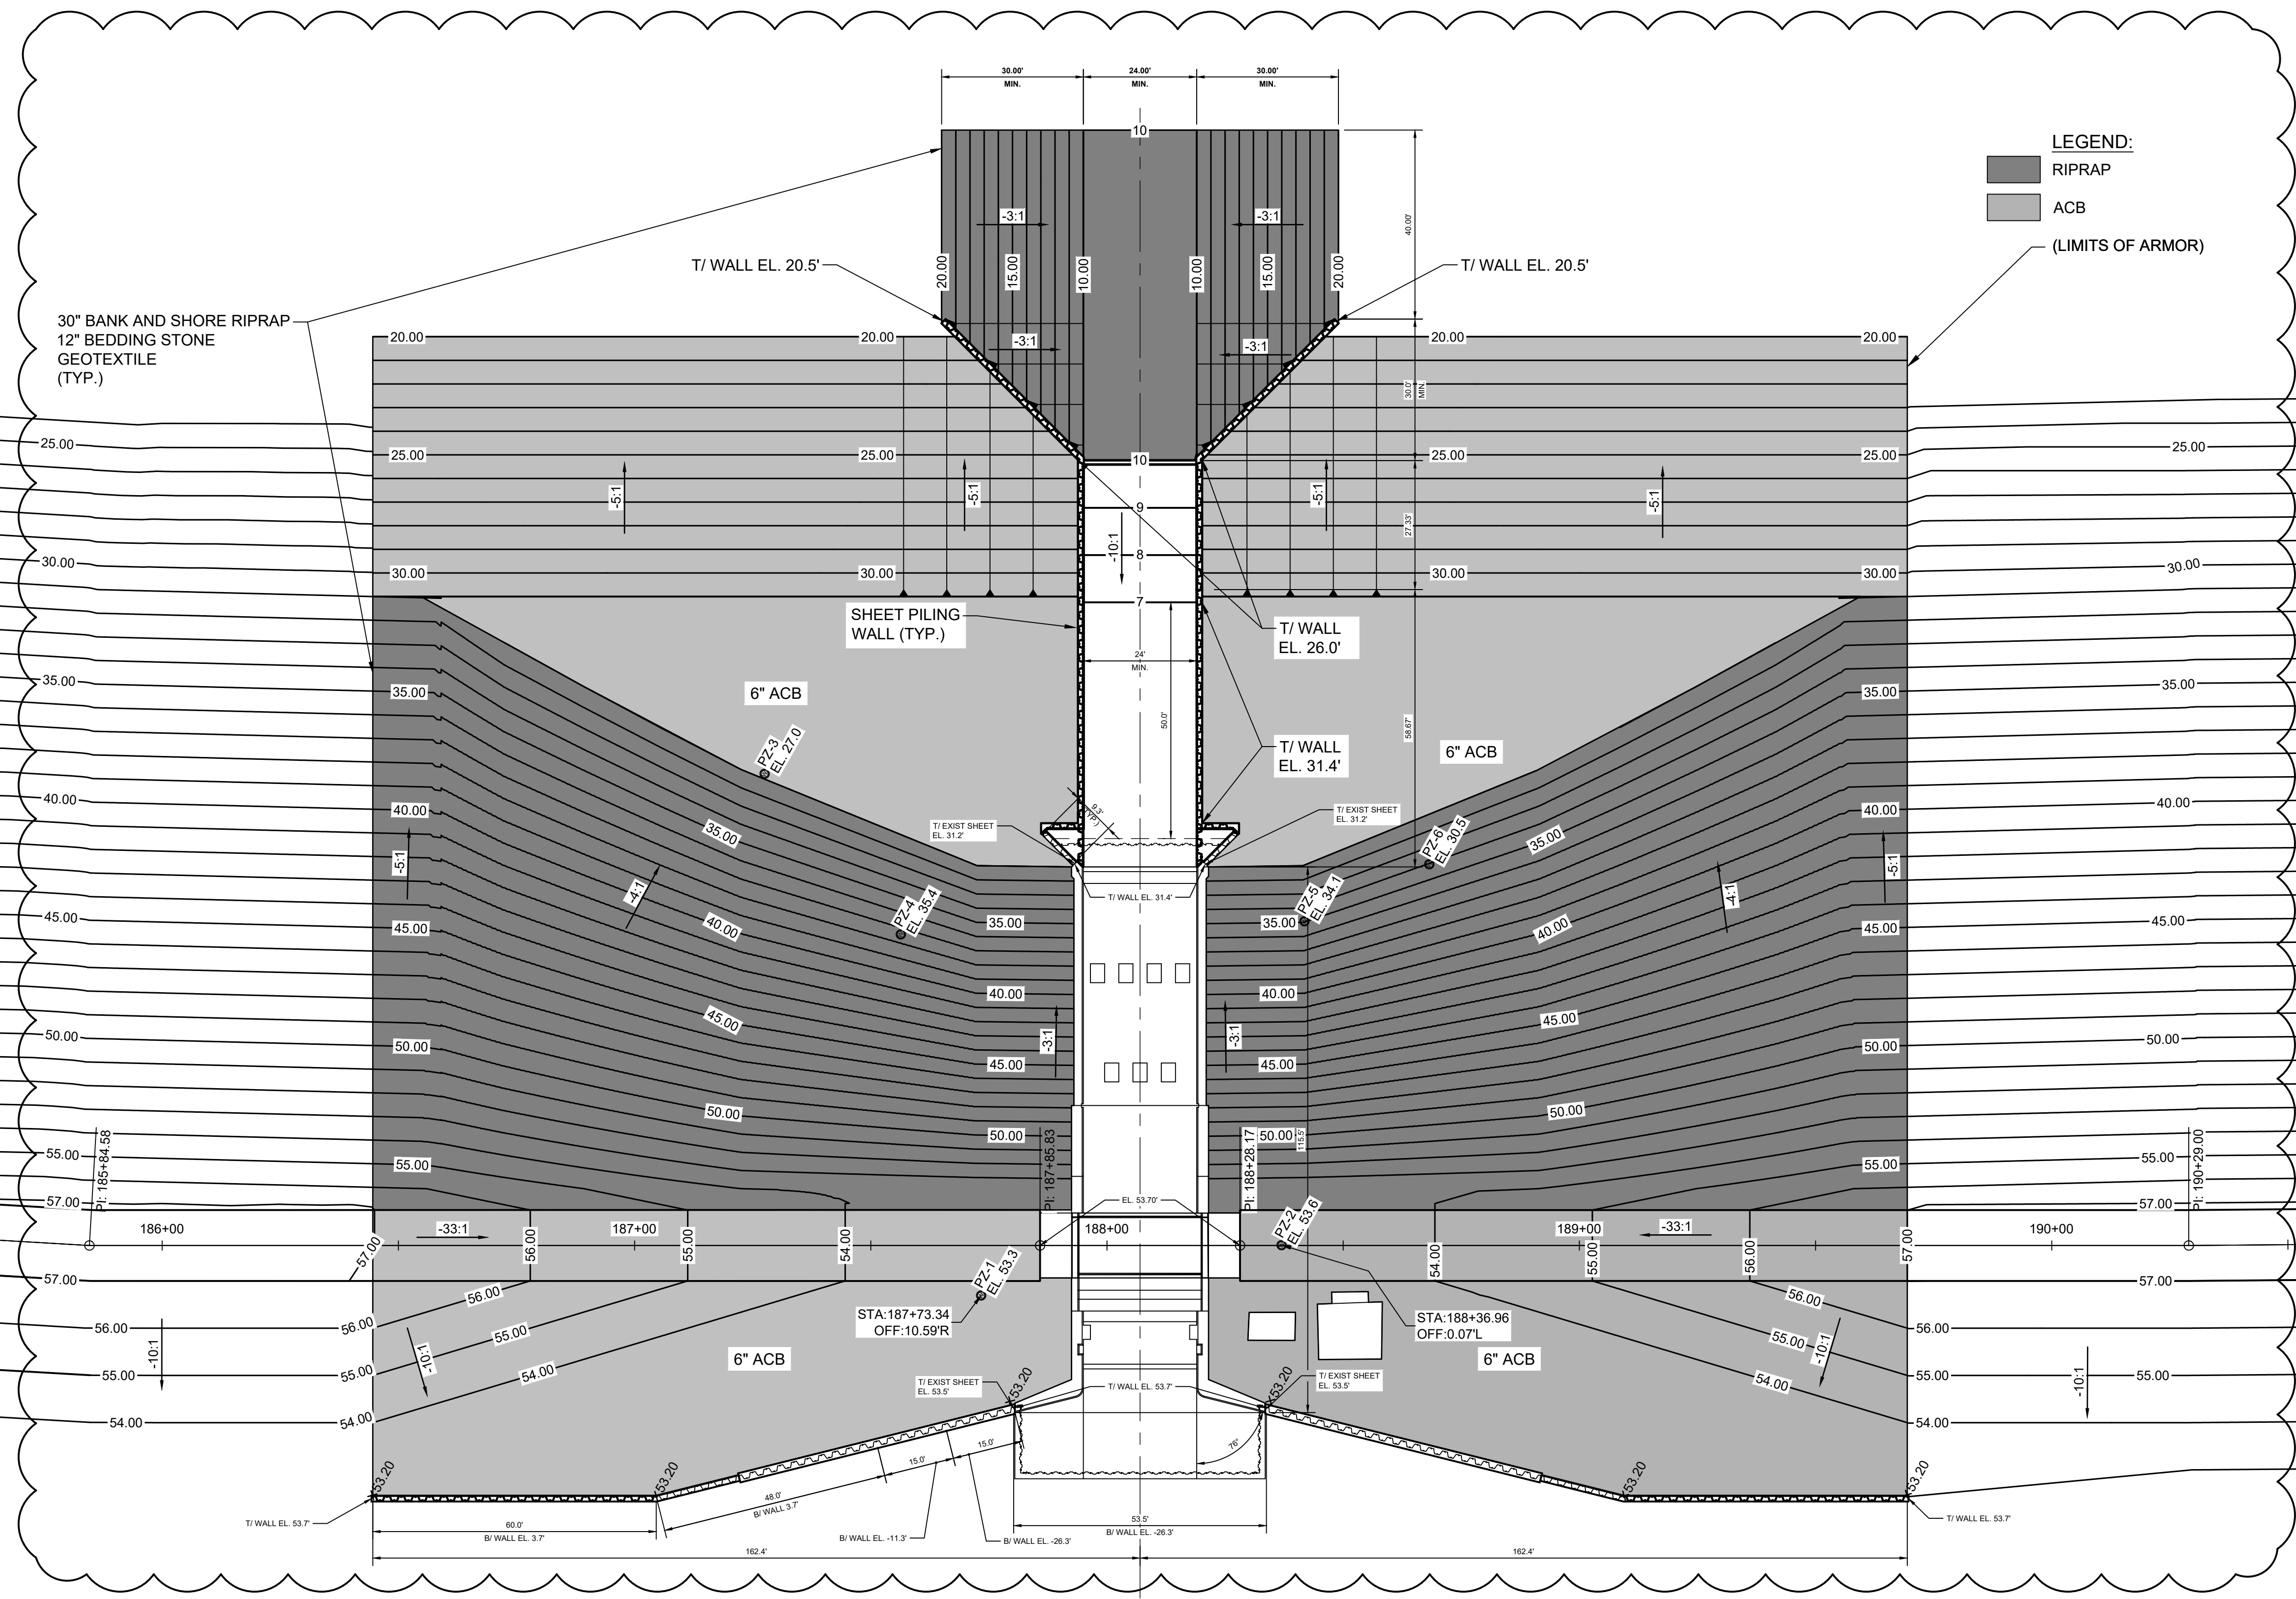 30.00'
MIN.
24.00'
MIN.
30.00'
MIN.
10
LEGEND:
RIPRAP
ACB
(LIMITS OF ARMOR)
-3:1
-3:1
40.00'
20.00
15.00
10.00
10.00
15.00
20.00
T/ WALL EL. 20.5'
T/ WALL EL. 20.5'
30" BANK AND SHORE RIPRAP
12" BEDDING STONE
GEOTEXTILE
(TYP.)
20.00
20.00
-3:1
-3:1
20.00
20.00
30.0'
MIN.
25.00
25.00
25.00
10
25.00
25.00
25.00
-5:1
-5:1
9
-5:1
-5:1
27.33'
-10:1
8
30.00
30.00
30.00
30.00
30.00
30.00
7
SHEET PILING
WALL (TYP.)
T/ WALL
EL. 26.0'
24'
MIN.
35.00
35.00
6" ACB
50.0'
58.67'
35.00
35.00
PZ-3
EL. 27.0
T/ WALL
EL. 31.4'
6" ACB
40.00
40.00
35.00
9.3'
(TYP.)
T/ EXIST SHEET
EL. 31.2'
T/ EXIST SHEET
EL. 31.2'
PZ-6
EL. 30.5
35.00
40.00
40.00
-5:1
-4:1
T/ WALL EL. 31.4'
-4:1
-5:1
45.00
45.00
40.00
PZ-4
EL. 35.4
35.00
35.00
PZ-5
EL. 34.1
40.00
45.00
45.00
40.00
40.00
45.00
45.00
50.00
50.00
-3:1
-3:1
50.00
50.00
45.00
45.00
50.00
50.00
50.00
50.00
115.5'
55.00
55.00
55.00
55.00
PI: 185+84.58
PI: 187+85.83
PI: 188+28.17
PI: 190+29.00
57.00
EL. 53.70'
57.00
186+00
-33:1
187+00
188+00
189+00
-33:1
190+00
57.00
56.00
55.00
54.00
PZ-2
EL. 53.6
54.00
55.00
56.00
57.00
57.00
PZ-1
EL. 53.3
57.00
56.00
56.00
STA:187+73.34
OFF:10.59'R
STA:188+36.96
OFF:0.07'L
56.00
56.00
55.00
55.00
56.00
-10:1
-10:1
-10:1
-10:1
6" ACB
6" ACB
55.00
55.00
54.00
54.00
55.00
55.00
T/ EXIST SHEET
EL. 53.5'
53.20
T/ WALL EL. 53.7'
53.20
T/ EXIST SHEET
EL. 53.5'
54.00
54.00
54.00
76°
15.0'
15.0'
53.20
53.20
48.0'
B/ WALL 3.7'
53.20
53.20
T/ WALL EL. 53.7'
60.0'
B/ WALL EL. 3.7'
B/ WALL EL. -11.3'
B/ WALL EL. -26.3'
53.5'
B/ WALL EL. -26.3'
T/ WALL EL. 53.7'
162.4'
162.4'